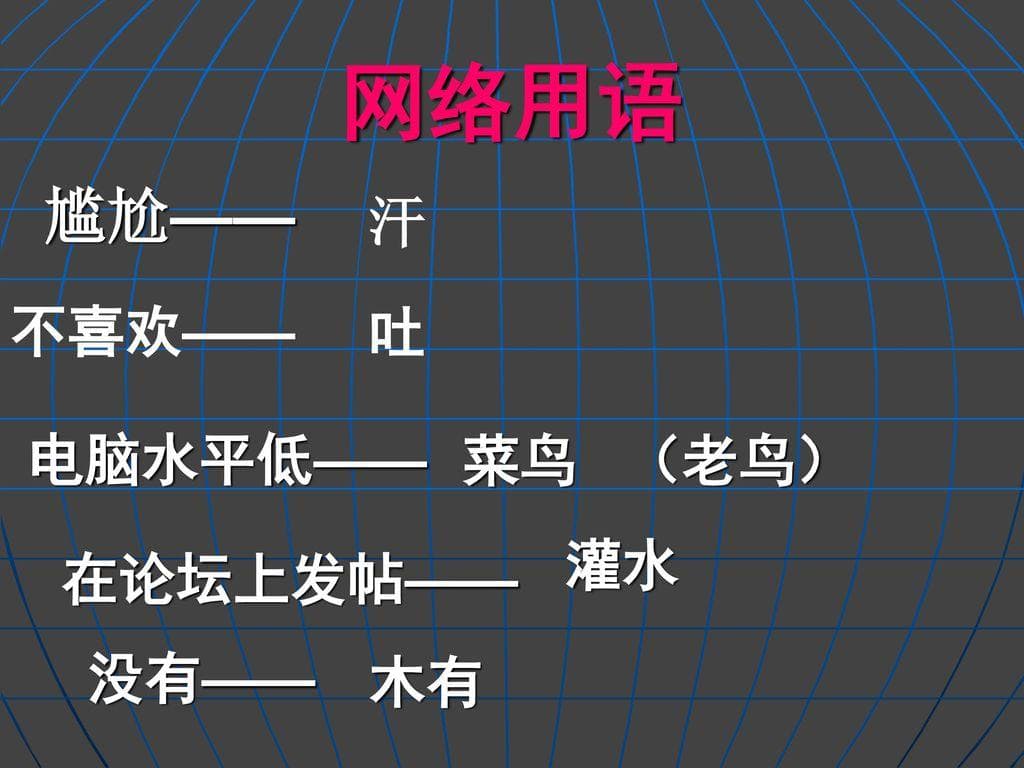 网络用语
尴尬—— 汗
不喜欢—— 吐
电脑水平低—— 菜鸟 （老鸟）
在论坛上发帖—— 灌水
没有—— 木有